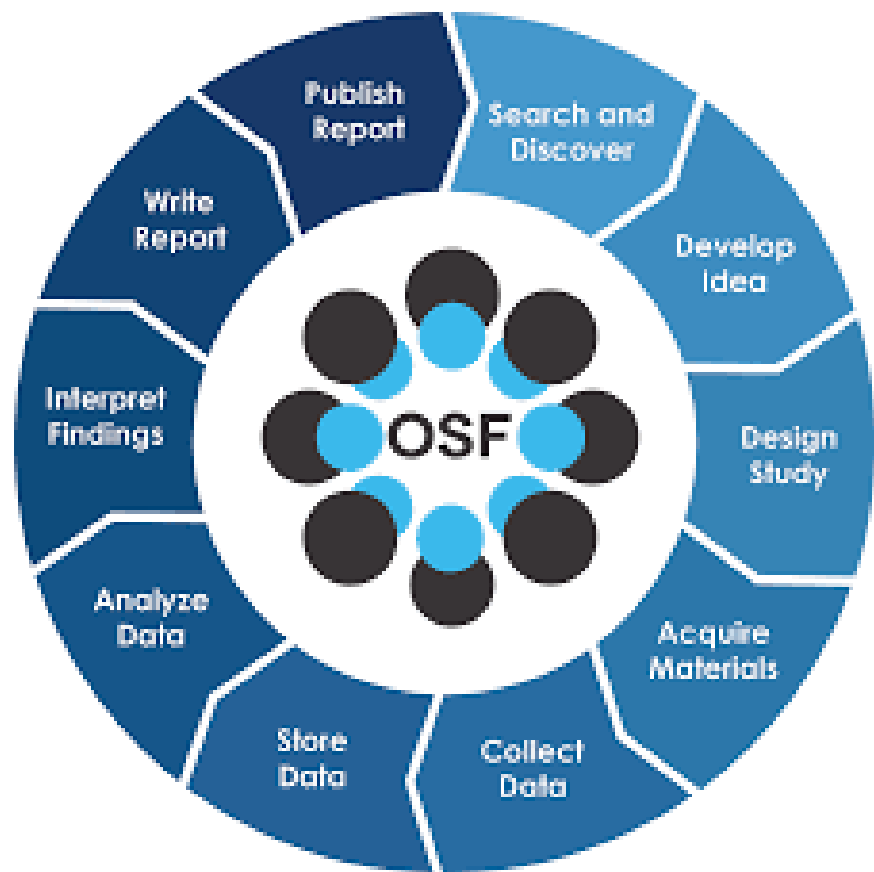 Publish
Report
Search and
Discover
Develop
Idea
Design
Study
Acquire
Materials
Collect
Data
Store
Data
Analyze
Data
Interpret
Findings
Write
Report
OSF